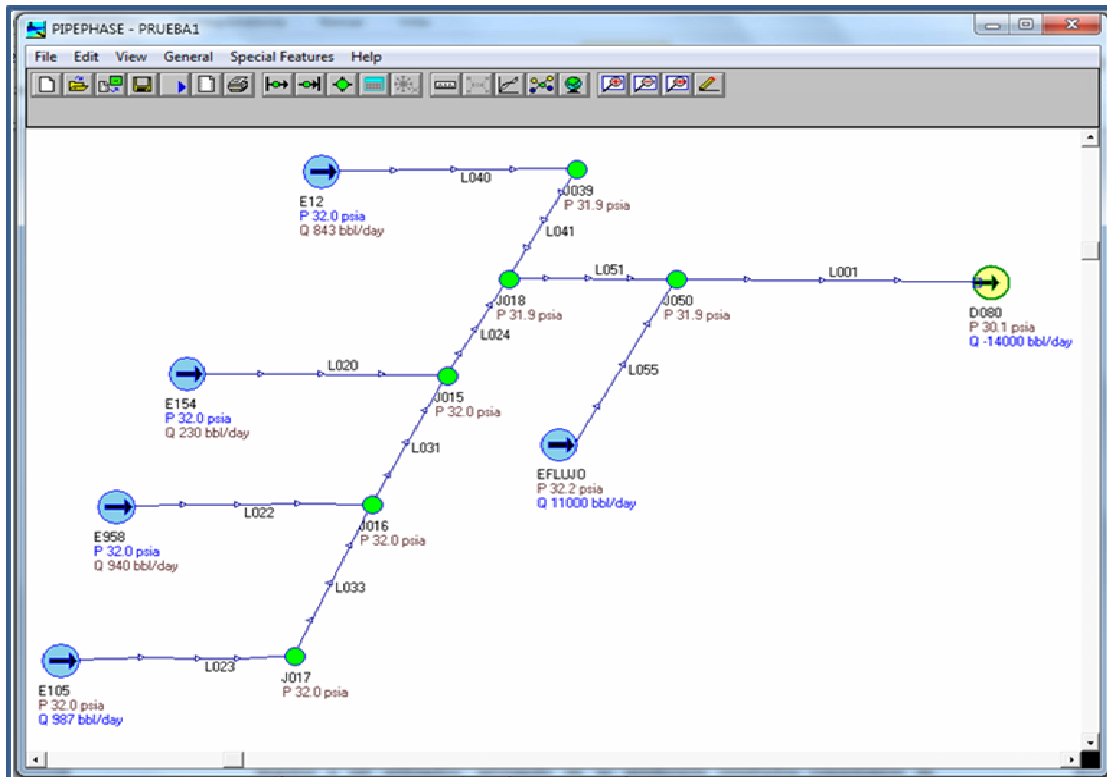 PIPEPHASE - PRUEBA1
File Edit View General Special Features Help
E12
P 32.0 psia
Q 843 bbl/day
L040
J039
P 31.9 psia
L041
J018
P 31.9 psia
L051
J050
P 31.9 psia
L001
D080
P 30.1 psia
Q -14000 bbl/day
L024
E154
P 32.0 psia
Q 230 bbl/day
L020
J015
P 32.0 psia
L055
EFLUJO
P 32.2 psia
Q 11000 bbl/day
L031
E958
P 32.0 psia
Q 940 bbl/day
L022
J016
P 32.0 psia
L033
E105
P 32.0 psia
Q 987 bbl/day
L023
J017
P 32.0 psia